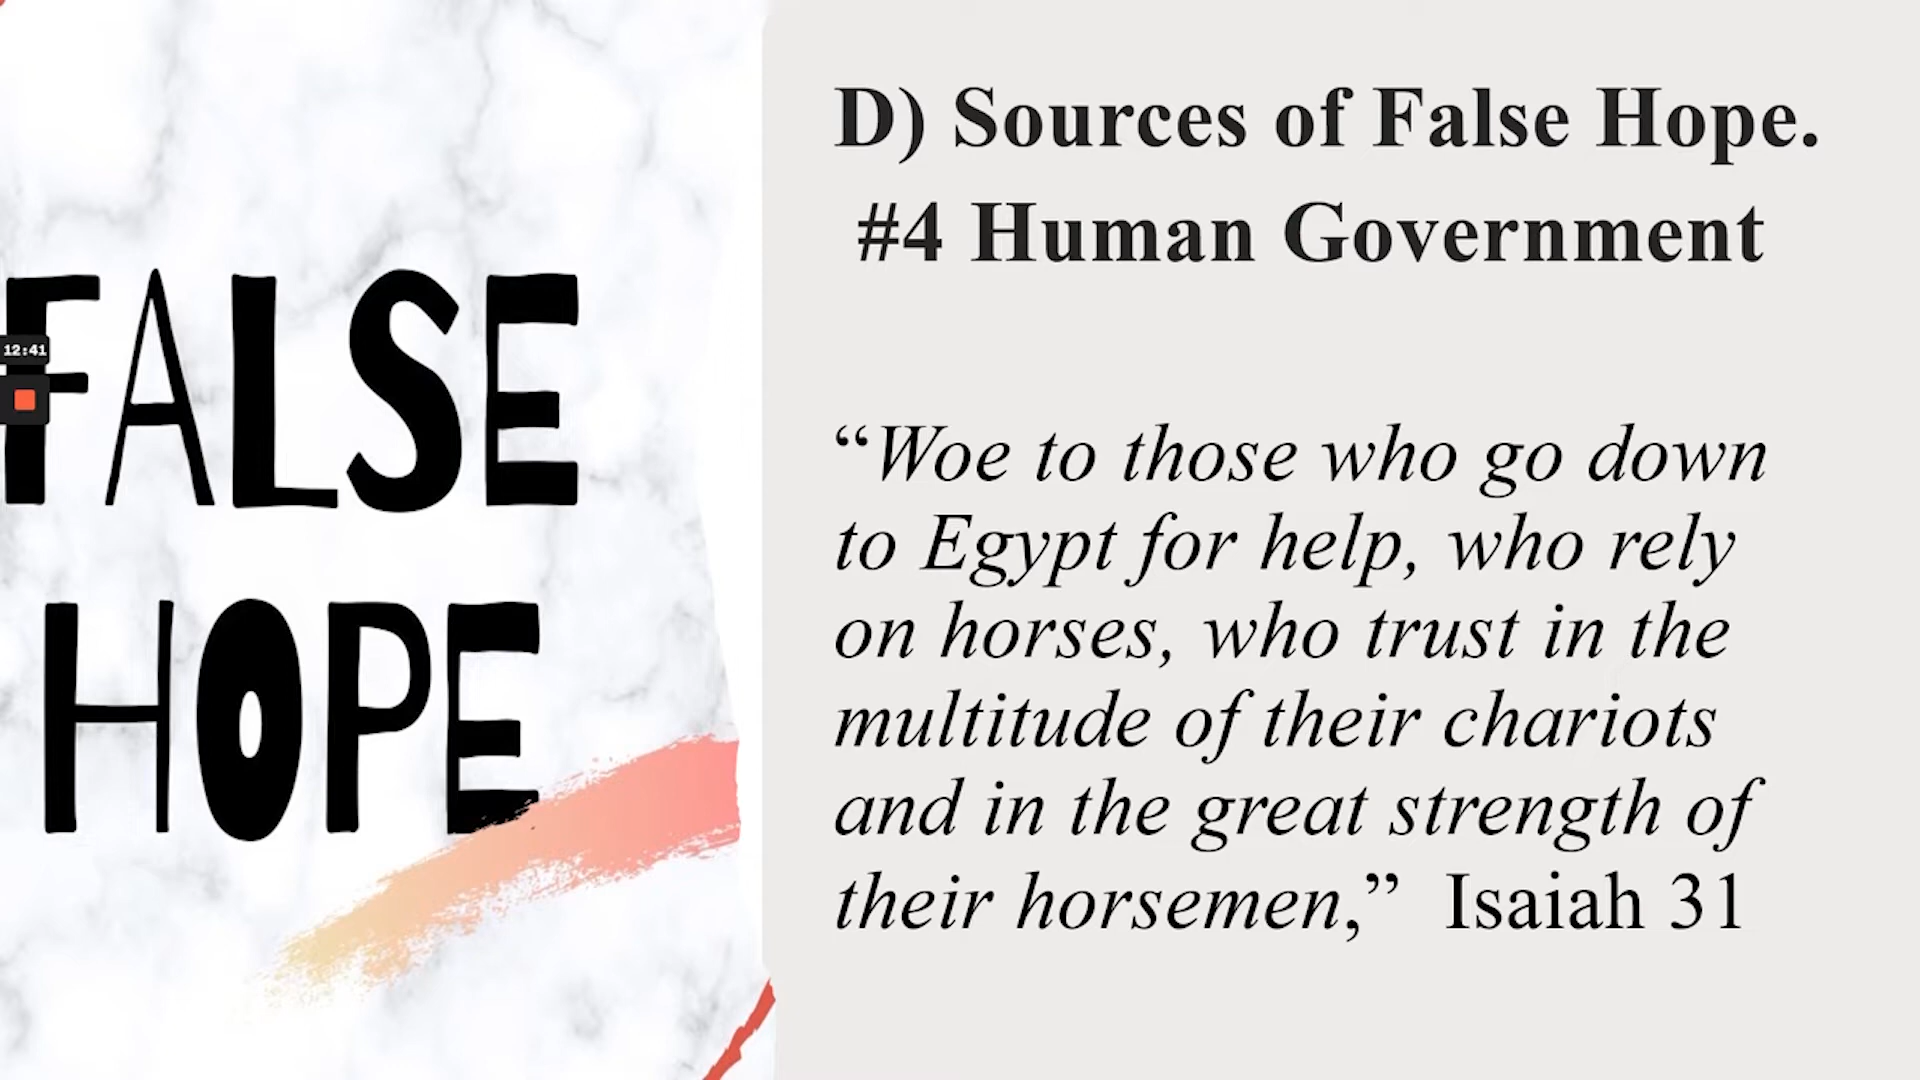 FALSE
HOPE
12:41
D) Sources of False Hope.
#4 Human Government
“Woe to those who go down
to Egypt for help, who rely
on horses, who trust in the
multitude of their chariots
and in the great strength of
their horsemen,” Isaiah 31